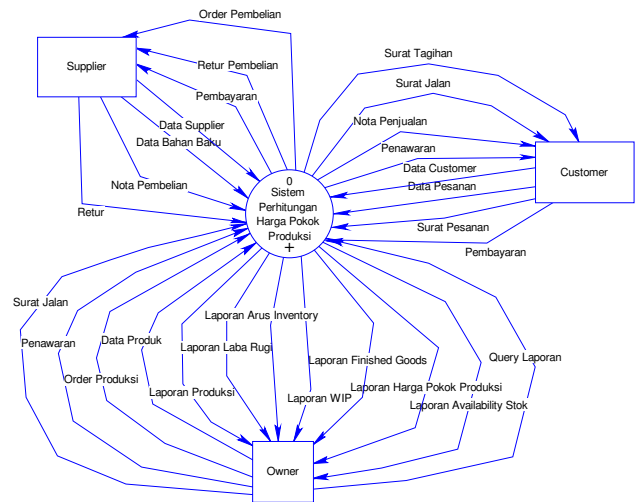 Order Pembelian
Supplier
Retur Pembelian
Pembayaran
Data Supplier
Data Bahan Baku
Nota Pembelian
Retur
Surat Tagihan
Surat Jalan
Nota Penjualan
Penawaran
Data Customer
Data Pesanan
Surat Pesanan
Pembayaran
Customer
0
Sistem
Perhitungan
Harga Pokok
Produksi
+
Surat Jalan
Penawaran
Order Produksi
Data Produk
Laporan Produksi
Laporan Laba Rugi
Laporan Arus Inventory
Laporan WIP
Laporan Finished Goods
Laporan Harga Pokok Produksi
Laporan Availability Stok
Query Laporan
Owner